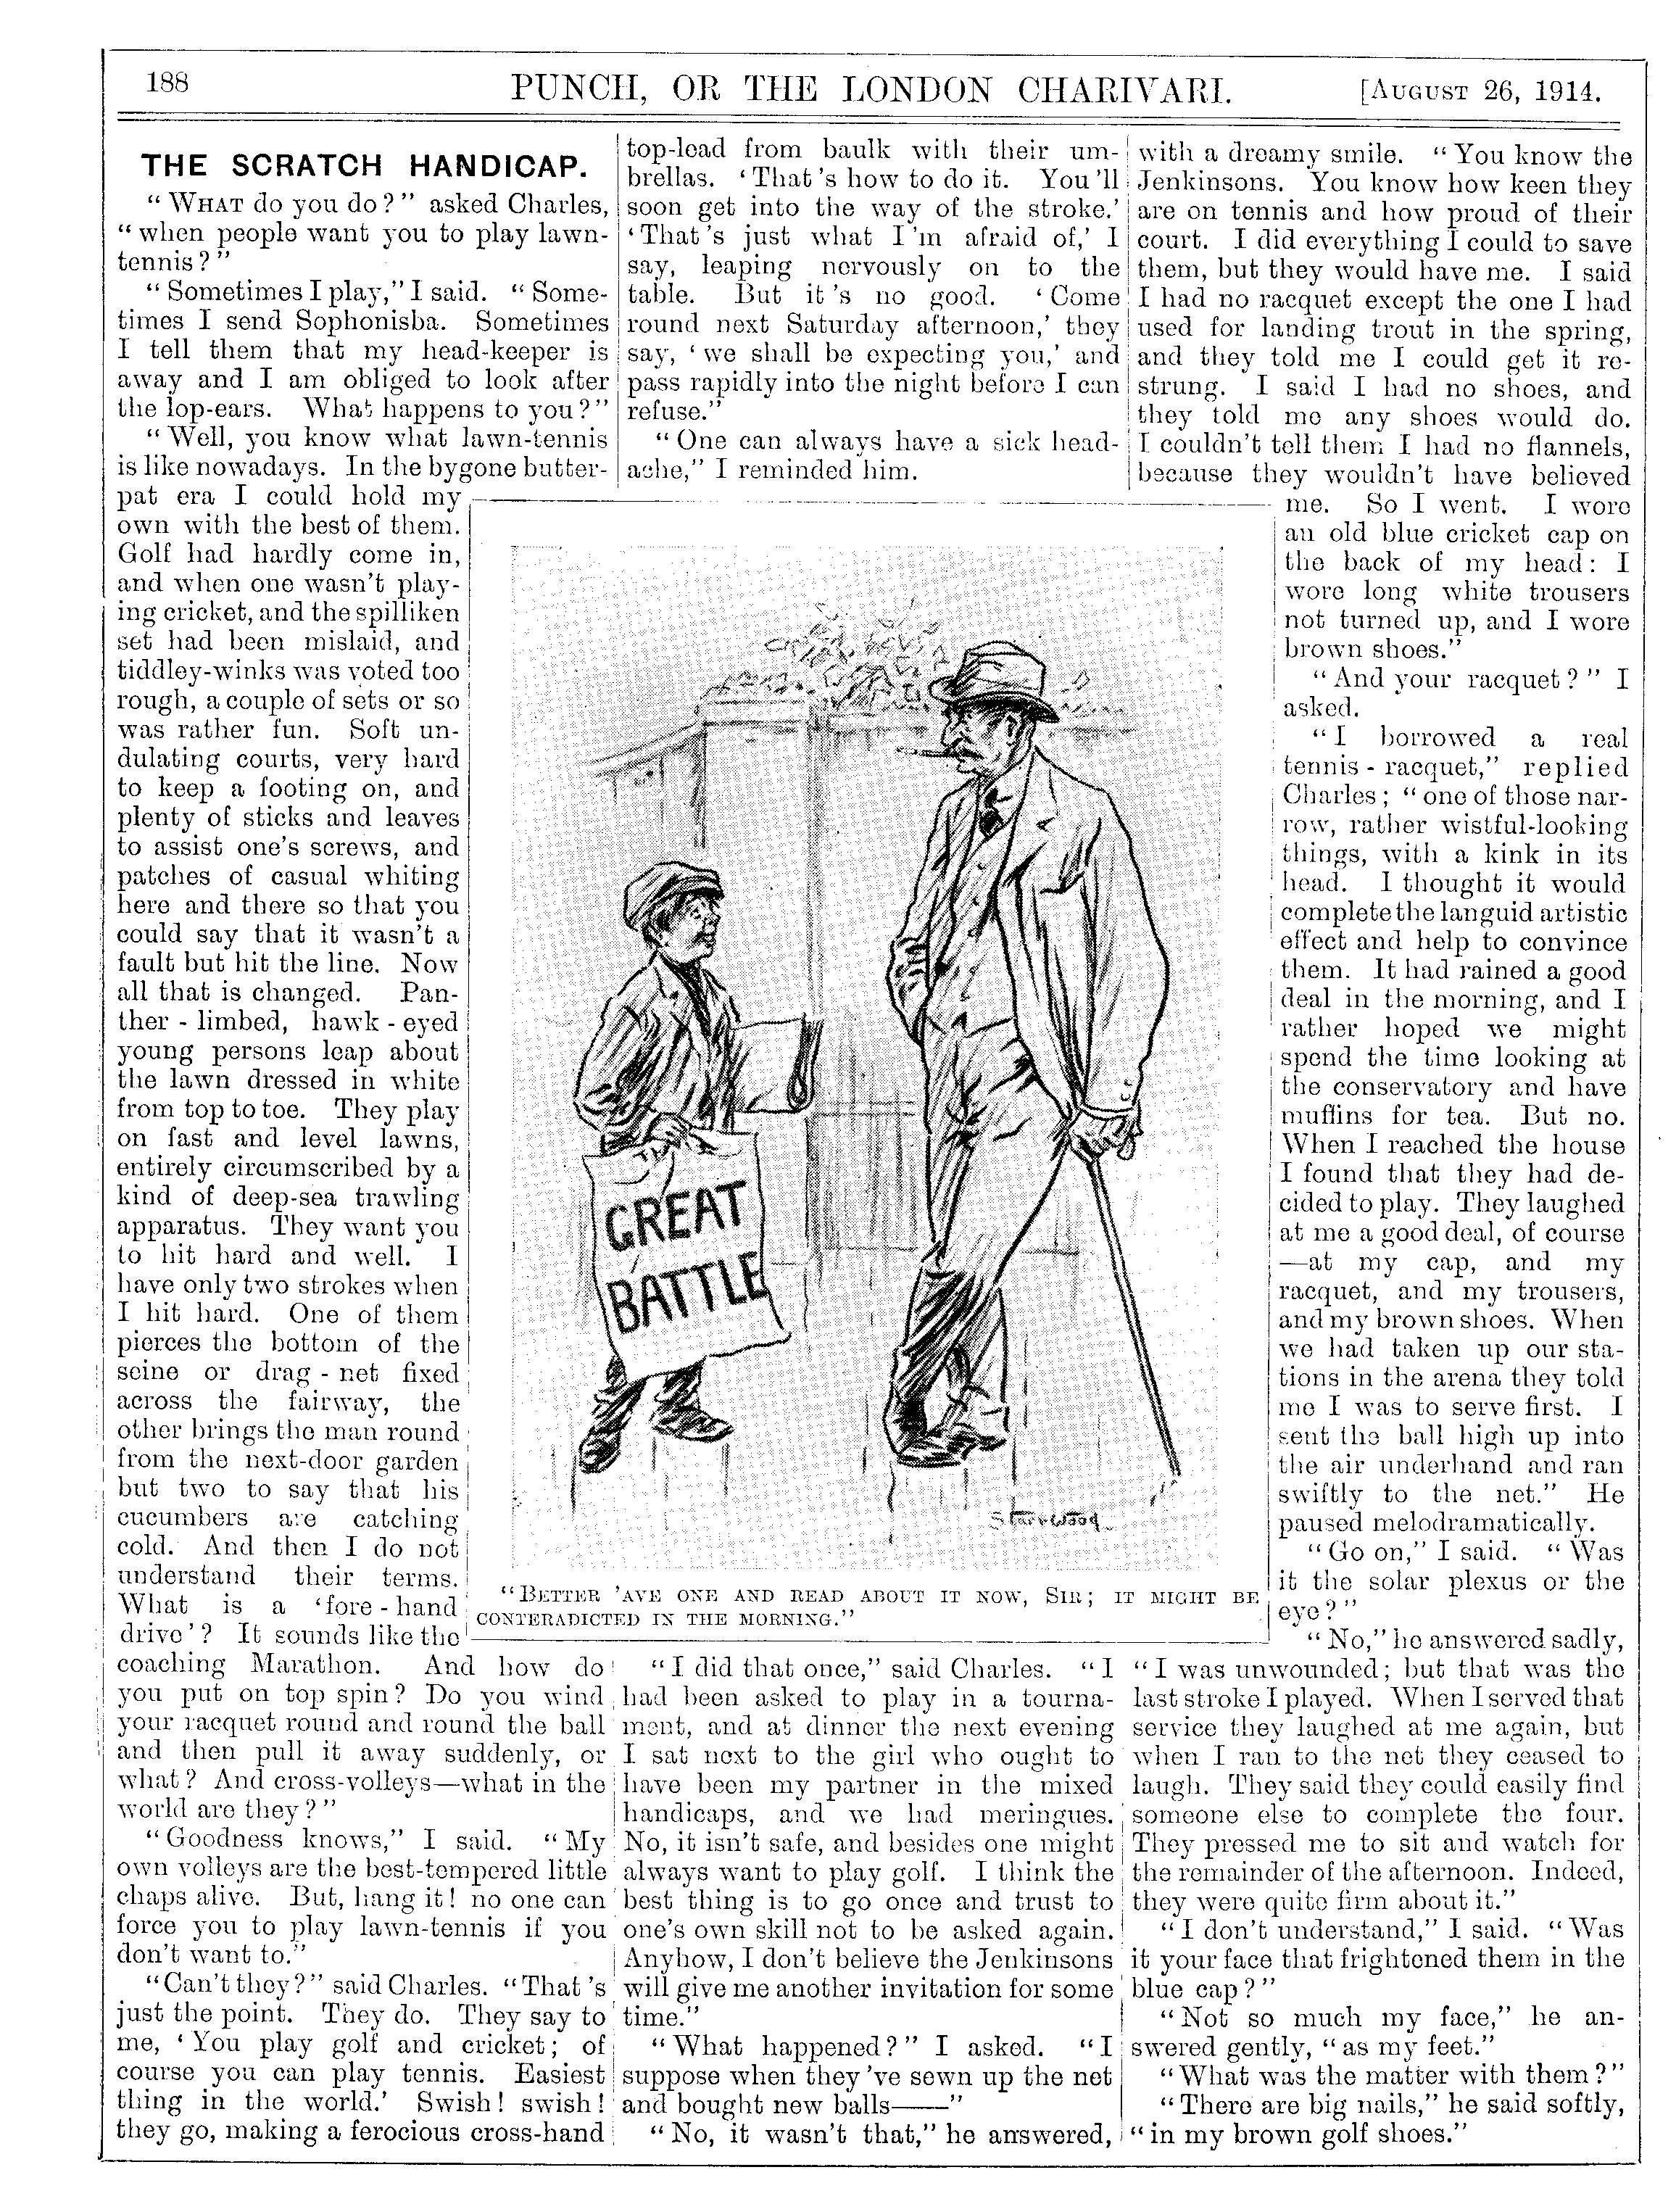 188
PUNCH, OR THE LONDON CHARIVARI.
[AUGUST 26, 1914.
THE SCRATCH HANDICAP.
"WHAT do you do?" asked Charles,
"when people want you to play lawn-
tennis?"
"Sometimes I play," I said. "Some-
times I send Sophonisba. Sometimes
I tell them that my head-keeper is
away and I am obliged to look after
the lop-ears. What happens to you?"
"Well, you know what lawn-tennis
is like nowadays. In the bygone butter-
pat era I could hold my
own with the best of them.
Golf had hardly come in,
and when one wasn't play-
ing cricket, and the spilliken
set had been mislaid, and
tiddley-winks was voted too
rough, a couple of sets or so
was rather fun. Soft un-
dulating courts, very hard
to keep a footing on, and
plenty of sticks and leaves
to assist one's screws, and
patches of casual whiting
here and there so that you
could say that it wasn't a
fault but hit the line. Now
all that is changed. Pan-
ther-limbed, hawk-eyed
young persons leap about
the lawn dressed in white
from top to toe. They play
on fast and level lawns,
entirely circumscribed by a
kind of deep-sea trawling
apparatus. They want you
to hit hard and well. I
have only two strokes when
I hit hard. One of them
pierces the bottom of the
seine or drag-net fixed
across the fairway, the
other brings the man round
from the next-door garden
but two to say that his
cucumbers are catching
cold. And then I do not
understand their terms.
What is a 'fore-hand
drive'? It sounds like the
coaching Marathon. And how do
you put on top spin? Do you wind
your racquet round and round the ball
and then pull it away suddenly, or
what? And cross-volleys—what in the
world are they?"
"Goodness knows," I said. "My
own volleys are the best-tempered little
chaps alive. But, hang it! no one can
force you to play lawn-tennis if you
don't want to."
"Can't they?" said Charles. "That's
just the point. They do. They say to
me, 'You play golf and cricket; of
course you can play tennis. Easiest
thing in the world.' Swish! swish!
they go, making a ferocious cross-hand
top-lead from baulk with their um-
brellas. 'That's how to do it. You'll
soon get into the way of the stroke.'
'That's just what I'm afraid of,' I
say, leaping nervously on to the
table. But it's no good. 'Come
round next Saturday afternoon,' they
say, 'we shall be expecting you,' and
pass rapidly into the night before I can
refuse."
"One can always have a sick head-
ache," I reminded him.
GREAT
BATTLE
Starr Wood
"BETTER 'AVE ONE AND READ ABOUT IT NOW, SIR; IT MIGHT BE
CONTERADICTED IN THE MORNING."
"I did that once," said Charles. "I
had been asked to play in a tourna-
ment, and at dinner the next evening
I sat next to the girl who ought to
have been my partner in the mixed
handicaps, and we had meringues.
No, it isn't safe, and besides one might
always want to play golf. I think the
best thing is to go once and trust to
one's own skill not to be asked again.
Anyhow, I don't believe the Jenkinsons
will give me another invitation for some
time."
"What happened?" I asked. "I
suppose when they've sewn up the net
and bought new balls——"
"No, it wasn't that," he answered,
with a dreamy smile. "You know the
Jenkinsons. You know how keen they
are on tennis and how proud of their
court. I did everything I could to save
them, but they would have me. I said
I had no racquet except the one I had
used for landing trout in the spring,
and they told me I could get it re-
strung. I said I had no shoes, and
they told me any shoes would do.
I couldn't tell them I had no flannels,
because they wouldn't have believed
me. So I went. I wore
an old blue cricket cap on
the back of my head: I
wore long white trousers
not turned up, and I wore
brown shoes."
"And your racquet?" I
asked.
"I borrowed a real
tennis-racquet," replied
Charles; "one of those nar-
row, rather wistful-looking
things, with a kink in its
head. I thought it would
complete the languid artistic
effect and help to convince
them. It had rained a good
deal in the morning, and I
rather hoped we might
spend the time looking at
the conservatory and have
muffins for tea. But no.
When I reached the house
I found that they had de-
cided to play. They laughed
at me a good deal, of course
—at my cap, and my
racquet, and my trousers,
and my brown shoes. When
we had taken up our sta-
tions in the arena they told
me I was to serve first. I
sent the ball high up into
the air underhand and ran
swiftly to the net." He
paused melodramatically.
"Go on," I said. "Was
it the solar plexus or the
eye?"
"No," he answered sadly,
"I was unwounded; but that was the
last stroke I played. When I served that
service they laughed at me again, but
when I ran to the net they ceased to
laugh. They said they could easily find
someone else to complete the four.
They pressed me to sit and watch for
the remainder of the afternoon. Indeed,
they were quite firm about it."
"I don't understand," I said. "Was
it your face that frightened them in the
blue cap?"
"Not so much my face," he an-
swered gently, "as my feet."
"What was the matter with them?"
"There are big nails," he said softly,
"in my brown golf shoes."